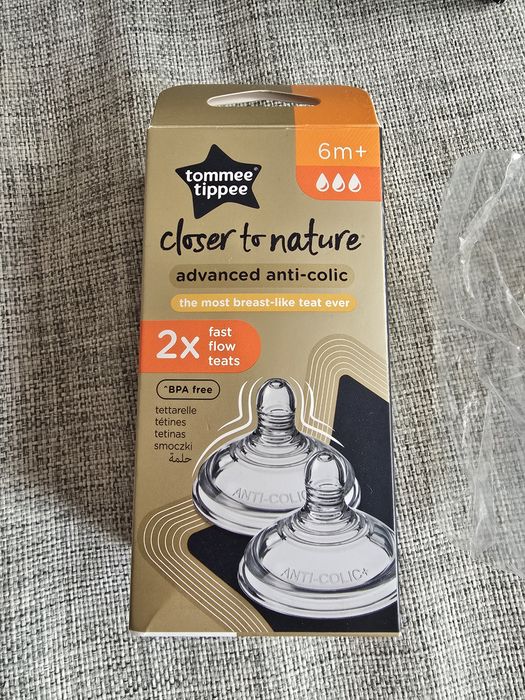 6m+
tommee®
tippee
closer to nature®
advanced anti-colic
the most breast-like teat ever
2x
fast
flow
teats
^BPA free
tettarelle
tétines
tetinas
smoczki
حلمة
ANTI-COLIC
ANTI-COLIC+